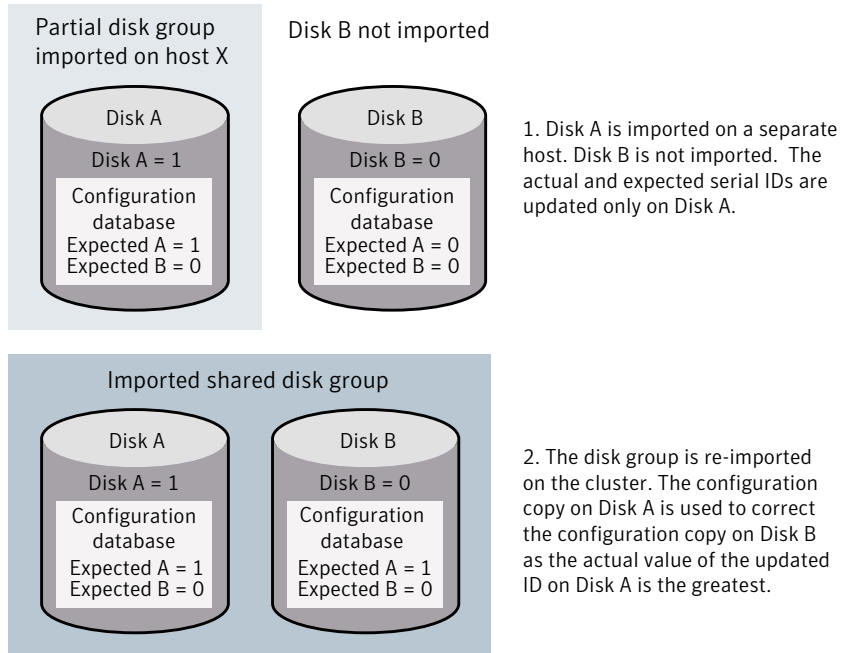 Partial disk group
imported on host X
Disk B not imported
Disk A
Disk A = 1
Configuration
database
Expected A = 1
Expected B = 0
Disk B
Disk B = 0
Configuration
database
Expected A = 0
Expected B = 0
1. Disk A is imported on a separate
host. Disk B is not imported. The
actual and expected serial IDs are
updated only on Disk A.
Imported shared disk group
Disk A
Disk A = 1
Configuration
database
Expected A = 1
Expected B = 0
Disk B
Disk B = 0
Configuration
database
Expected A = 1
Expected B = 0
2. The disk group is re-imported
on the cluster. The configuration
copy on Disk A is used to correct
the configuration copy on Disk B
as the actual value of the updated
ID on Disk A is the greatest.